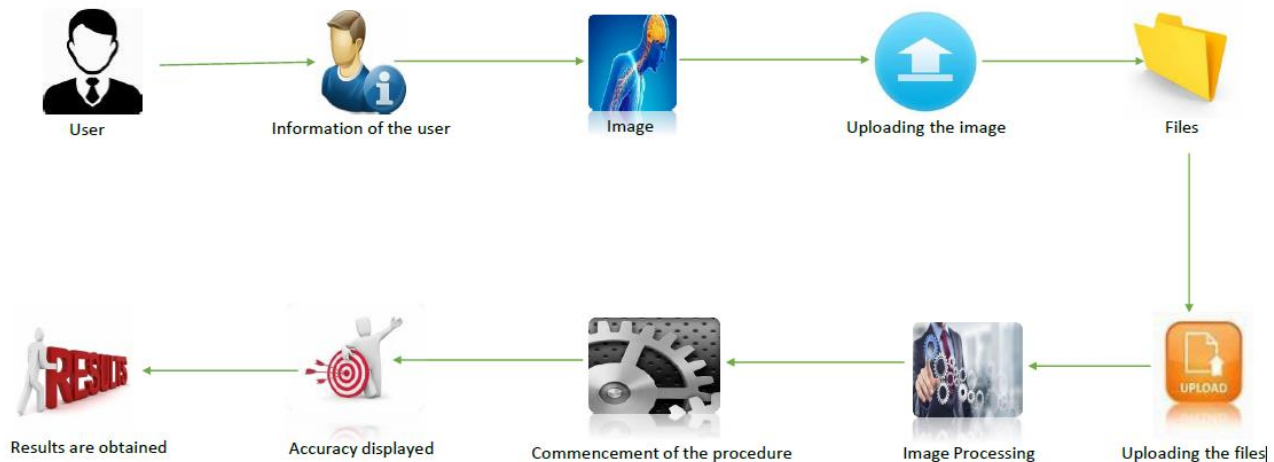 User
Information of the user
Image
Uploading the image
Files
RESULTS
UPLOAD
Results are obtained
Accuracy displayed
Commencement of the procedure
Image Processing
Uploading the files